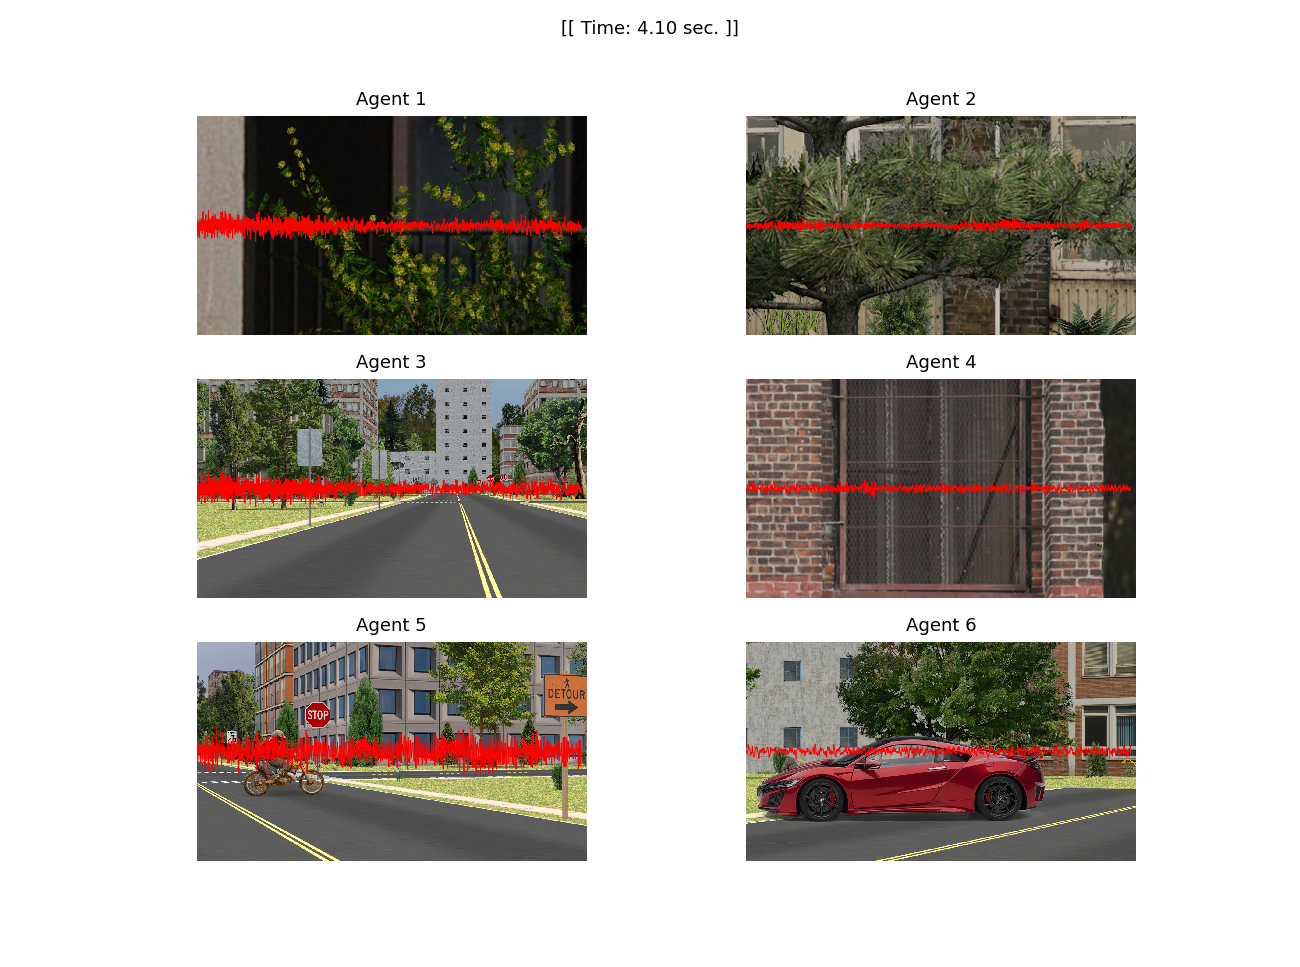 [[ Time: 4.10 sec. ]]
Agent 1
Agent 2
Agent 3
Agent 4
Agent 5
Agent 6
STOP
DETOUR